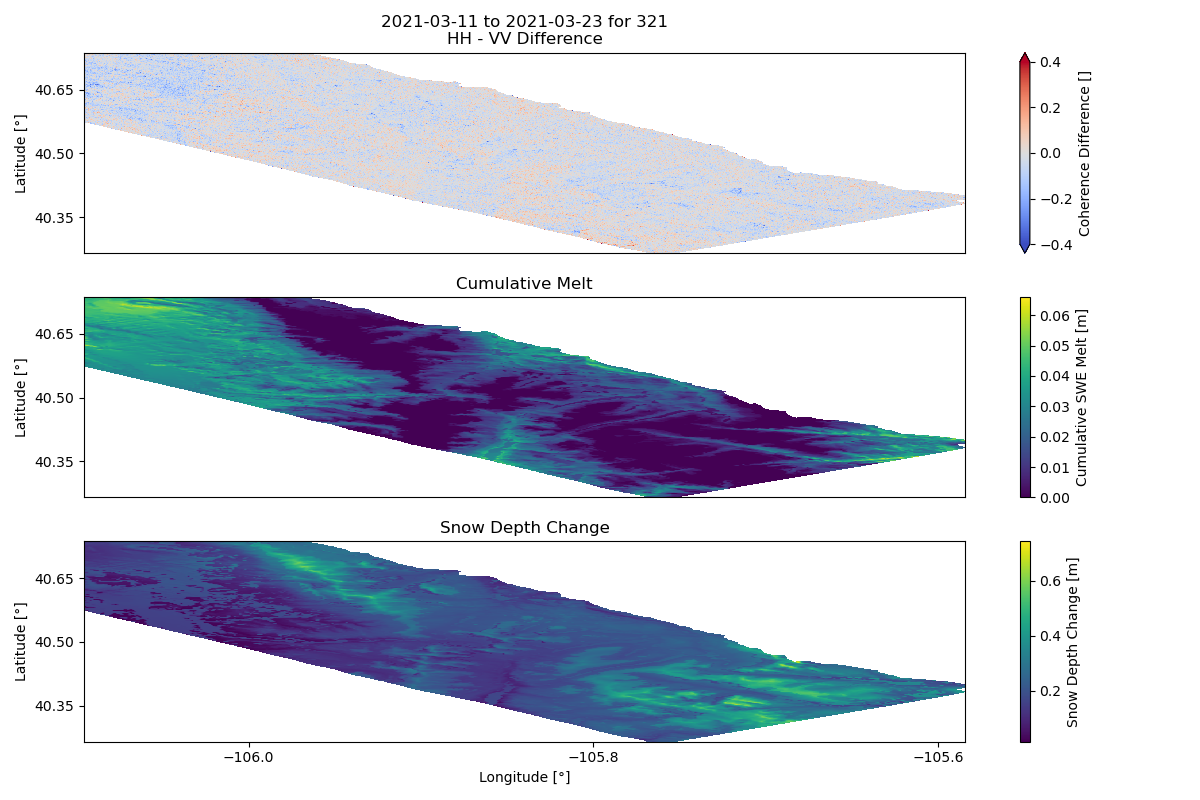 2021-03-11 to 2021-03-23 for 321
HH - VV Difference
Latitude [°]
40.65
40.50
40.35
0.4
0.2
0.0
−0.2
−0.4
Coherence Difference []
Cumulative Melt
Latitude [°]
40.65
40.50
40.35
0.06
0.05
0.04
0.03
0.02
0.01
0.00
Cumulative SWE Melt [m]
Snow Depth Change
Latitude [°]
40.65
40.50
40.35
0.6
0.4
0.2
Snow Depth Change [m]
−106.0
−105.8
−105.6
Longitude [°]